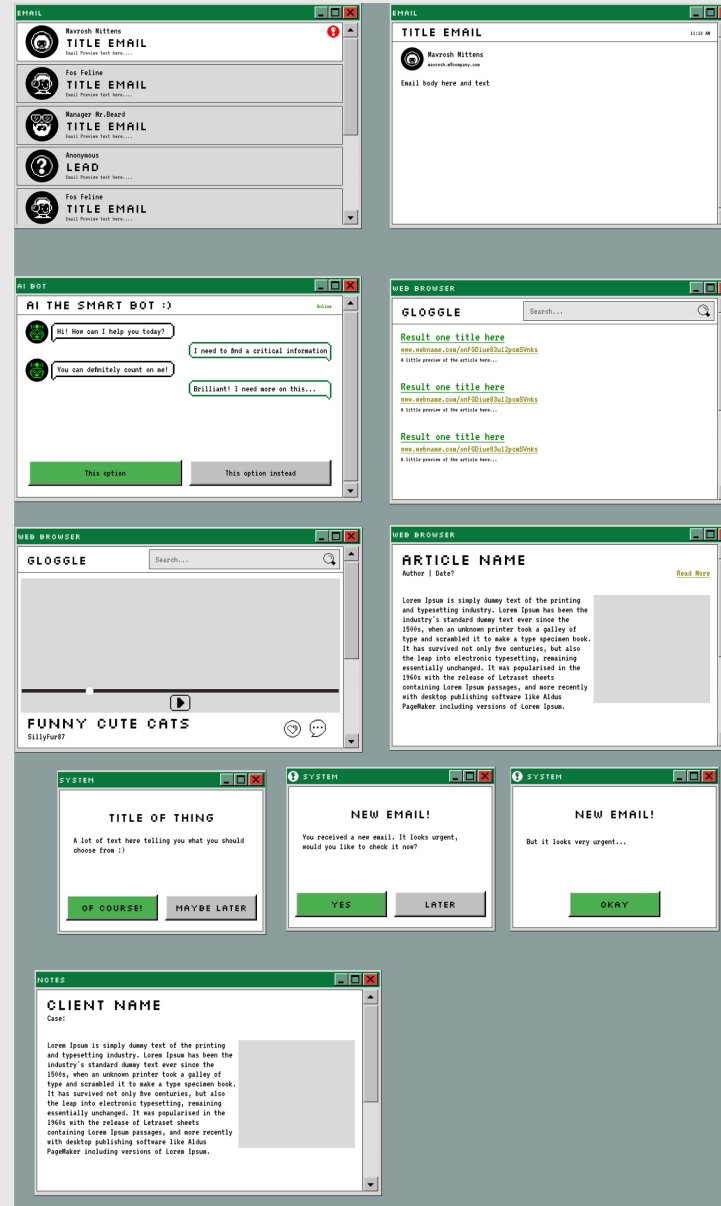 EMAIL
Mavrosh Mittens
TITLE EMAIL
Email Preview text here....
Fos Feline
TITLE EMAIL
Email Preview text here....
Manager Mr.Beard
TITLE EMAIL
Email Preview text here....
Anonymous
LEAD
Email Preview text here....
Fos Feline
TITLE EMAIL
Email Preview text here....
EMAIL
TITLE EMAIL
11:10 AM
Mavrosh Mittens
mavrosh.m@company.com
Email body here and text
AI BOT
AI THE SMART BOT :)
Online
Hi! How can I help you today?
I need to find a critical information
You can definitely count on me!
Brilliant! I need more on this...
This option
This option instead
WEB BROWSER
GLOGGLE
Search...
Result one title here
www.webname.com/onFGDiue83u12pcmSVnks
A little preview of the article here...
Result one title here
www.webname.com/onFGDiue83u12pcmSVnks
A little preview of the article here...
Result one title here
www.webname.com/onFGDiue83u12pcmSVnks
A little preview of the article here...
WEB BROWSER
GLOGGLE
Search...
FUNNY CUTE CATS
SillyFur87
WEB BROWSER
ARTICLE NAME
Author | Date?
Read More
Lorem Ipsum is simply dummy text of the printing
and typesetting industry. Lorem Ipsum has been the
industry's standard dummy text ever since the
1500s, when an unknown printer took a galley of
type and scrambled it to make a type specimen book.
It has survived not only five centuries, but also
the leap into electronic typesetting, remaining
essentially unchanged. It was popularised in the
1960s with the release of Letraset sheets
containing Lorem Ipsum passages, and more recently
with desktop publishing software like Aldus
PageMaker including versions of Lorem Ipsum.
SYSTEM
TITLE OF THING
A lot of text here telling you what you should
choose from :)
OF COURSE!
MAYBE LATER
SYSTEM
NEW EMAIL!
You received a new email. It looks urgent,
would you like to check it now?
YES
LATER
SYSTEM
NEW EMAIL!
But it looks very urgent...
OKAY
NOTES
CLIENT NAME
Case:
Lorem Ipsum is simply dummy text of the printing
and typesetting industry. Lorem Ipsum has been the
industry's standard dummy text ever since the
1500s, when an unknown printer took a galley of
type and scrambled it to make a type specimen book.
It has survived not only five centuries, but also
the leap into electronic typesetting, remaining
essentially unchanged. It was popularised in the
1960s with the release of Letraset sheets
containing Lorem Ipsum passages, and more recently
with desktop publishing software like Aldus
PageMaker including versions of Lorem Ipsum.